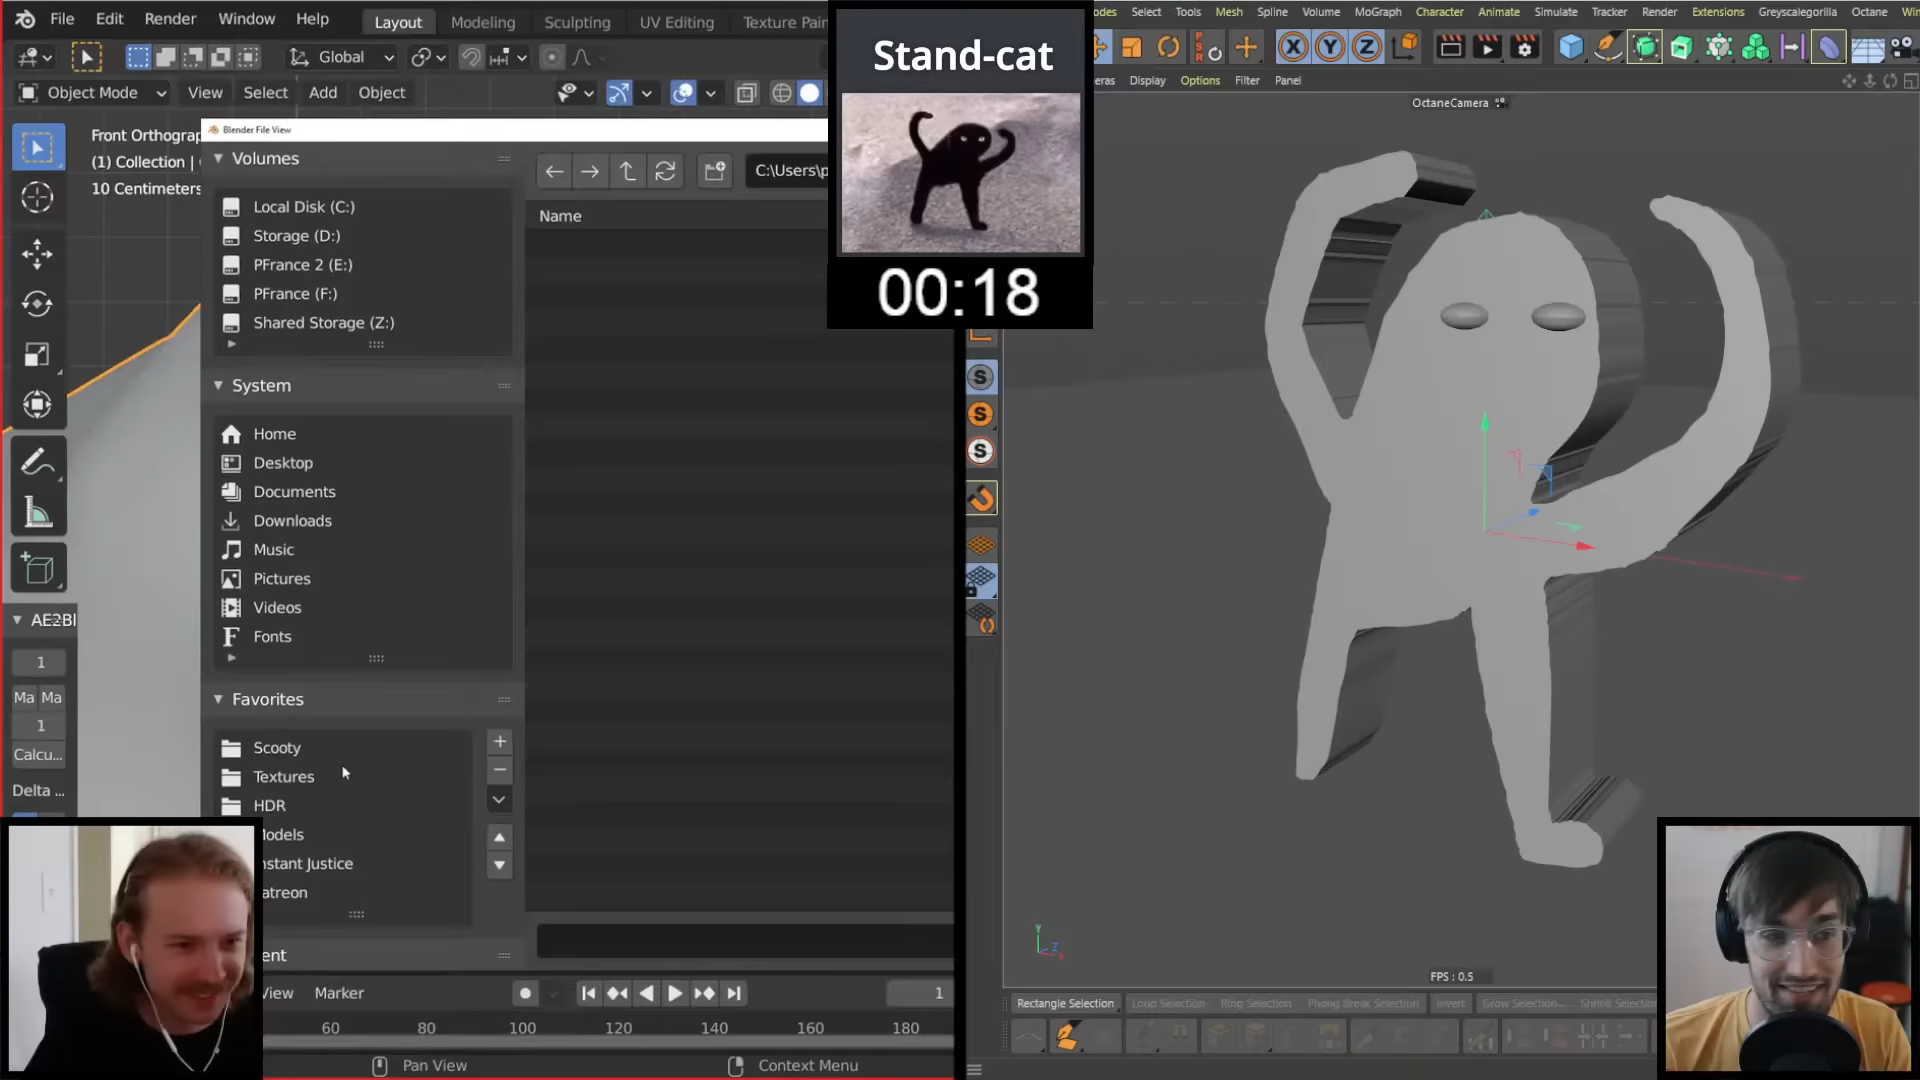 File Edit Render Window Help Layout Modeling Sculpting UV Editing Texture Pain
Global
Object Mode View Select Add Object
Front Orthograp
(1) Collection |
10 Centimeters
Blender File View
Volumes
Local Disk (C:)
Storage (D:)
PFrance 2 (E:)
PFrance (F:)
Shared Storage (Z:)
System
Home
Desktop
Documents
Downloads
Music
Pictures
Videos
Fonts
Favorites
Scooty
Textures
HDR
Models
nstant Justice
atreon
ent
C:\Users\p
Name
AE2Bl
1
Ma Ma
1
Calcu...
Delta ...
View Marker
1
60 80 100 120 140 160 180
Pan View Context Menu
Stand-cat
00:18
odes Select Tools Mesh Spline Volume MoGraph Character Animate Simulate Tracker Render Extensions Greyscalegorilla Octane Win
X Y Z
PSR
eras Display Options Filter Panel
OctaneCamera
S
S
S
Y
Z
X
FPS : 0.5
Rectangle Selection Loop Selection Ring Selection Phong Break Selection Invert Grow Selection... Shrink Selection